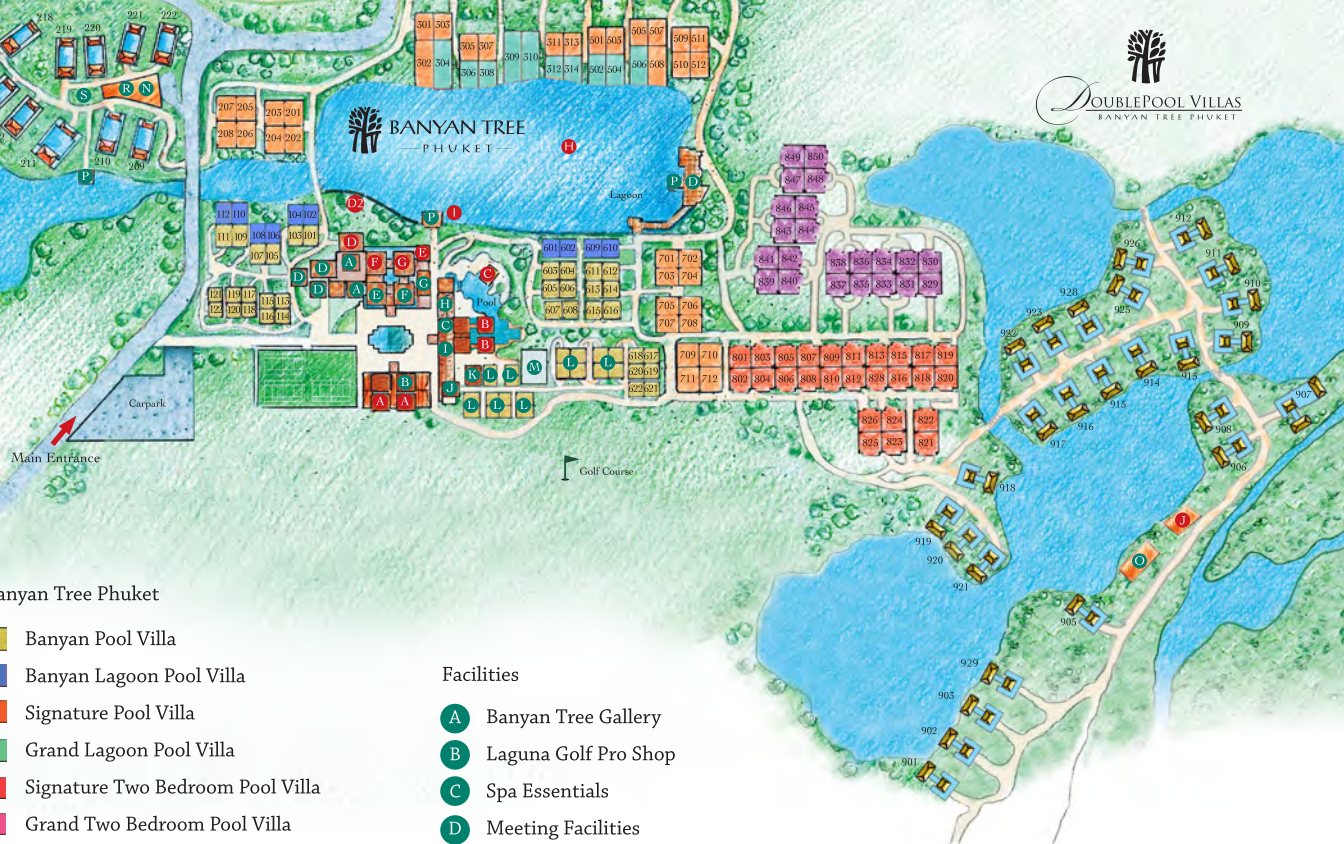 218
219 220 221 222
S R N
211 210 209
P
301 303
302 304
305 307
306 308
309 310
311 313
312 314
501 503
502 504
505 507
506 508
509 511
510 512
207 205
208 206
203 201
204 202
BANYAN TREE
PHUKET
H
Lagoon
P D
DOUBLEPOOL VILLAS
BANYAN TREE PHUKET
112 110
111 109
108 106
107 105
104 102
103 101
D2
P I
D
A F G E
D D
D A E F G
121 119 117
122 120 118
115 113
116 114
C
Pool
H
C B
I B
J
K L L M
L L L
L L
B
A A
601 602
603 604
605 606
607 608
609 610
611 612
613 614
615 616
618 617
620 619
622 621
701 702
703 704
705 706
707 708
709 710
711 712
849 850
847 848
846 845
843 844
841 842
839 840
838 836 834 832 830
837 835 833 831 829
801 803 805 807 809 811 813 815 817 819
802 804 806 808 810 812 828 816 818 820
826 824 822
825 823 821
912
926 911
925 910
928 909
923
922
914 913
915
916
917
907
908
906
918
919
920
921
J
O
905
929
903
902
901
Carpark
Main Entrance
Golf Course
anyan Tree Phuket
Banyan Pool Villa
Banyan Lagoon Pool Villa
Signature Pool Villa
Grand Lagoon Pool Villa
Signature Two Bedroom Pool Villa
Grand Two Bedroom Pool Villa
Facilities
A Banyan Tree Gallery
B Laguna Golf Pro Shop
C Spa Essentials
D Meeting Facilities